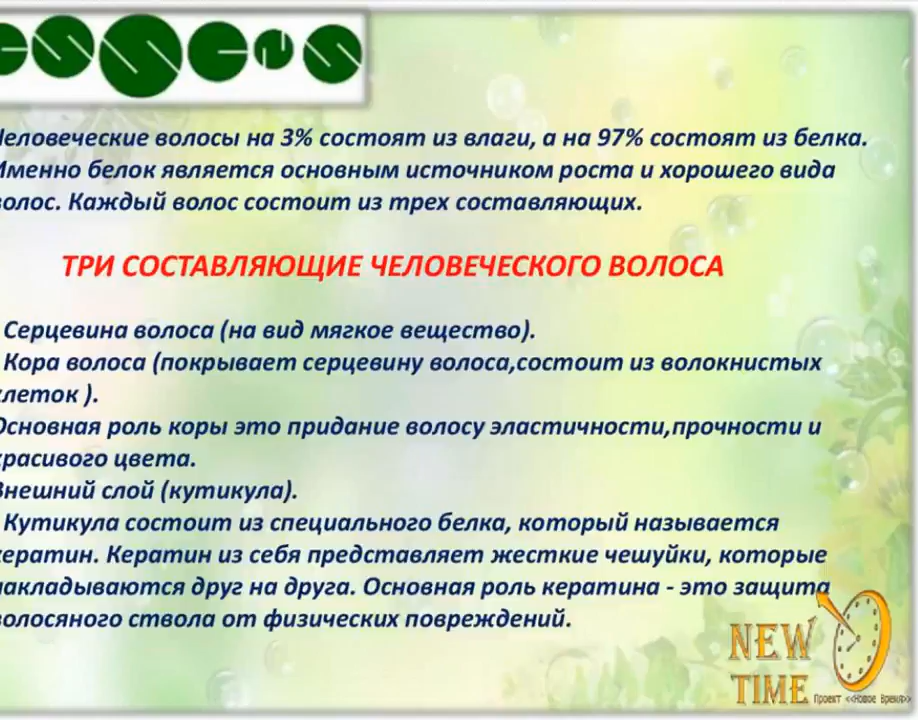 еловеческие волосы на 3% состоят из влаги, а на 97% состоят из белка.
Именно белок является основным источником роста и хорошего вида
волос. Каждый волос состоит из трех составляющих.
ТРИ СОСТАВЛЯЮЩИЕ ЧЕЛОВЕЧЕСКОГО ВОЛОСА
Серцевина волоса (на вид мягкое вещество).
Кора волоса (покрывает серцевину волоса,состоит из волокнистых
клеток ).
Основная роль коры это придание волосу эластичности,прочности и
красивого цвета.
Внешний слой (кутикула).
Кутикула состоит из специального белка, который называется
кератин. Кератин из себя представляет жесткие чешуйки, которые
накладываются друг на друга. Основная роль кератина - это защита
волосяного ствола от физических повреждений.
NEW
TIME Проект <<Новое Время>>